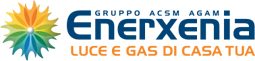 GRUPPO ACSM AGAM
Enerxenia
LUCE E GAS DI CASA TUA